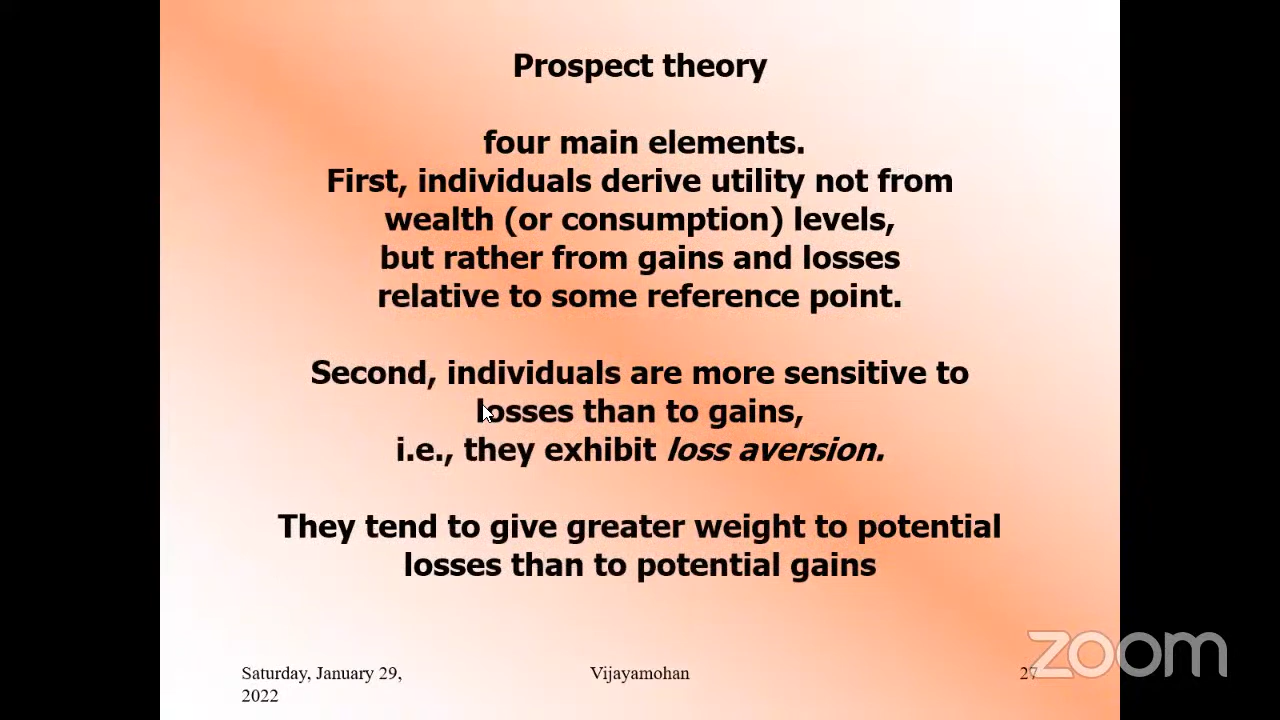 Prospect theory
four main elements.
First, individuals derive utility not from
wealth (or consumption) levels,
but rather from gains and losses
relative to some reference point.
Second, individuals are more sensitive to
losses than to gains,
i.e., they exhibit loss aversion.
They tend to give greater weight to potential
losses than to potential gains
Saturday, January 29,
2022
Vijayamohan
27
zoom